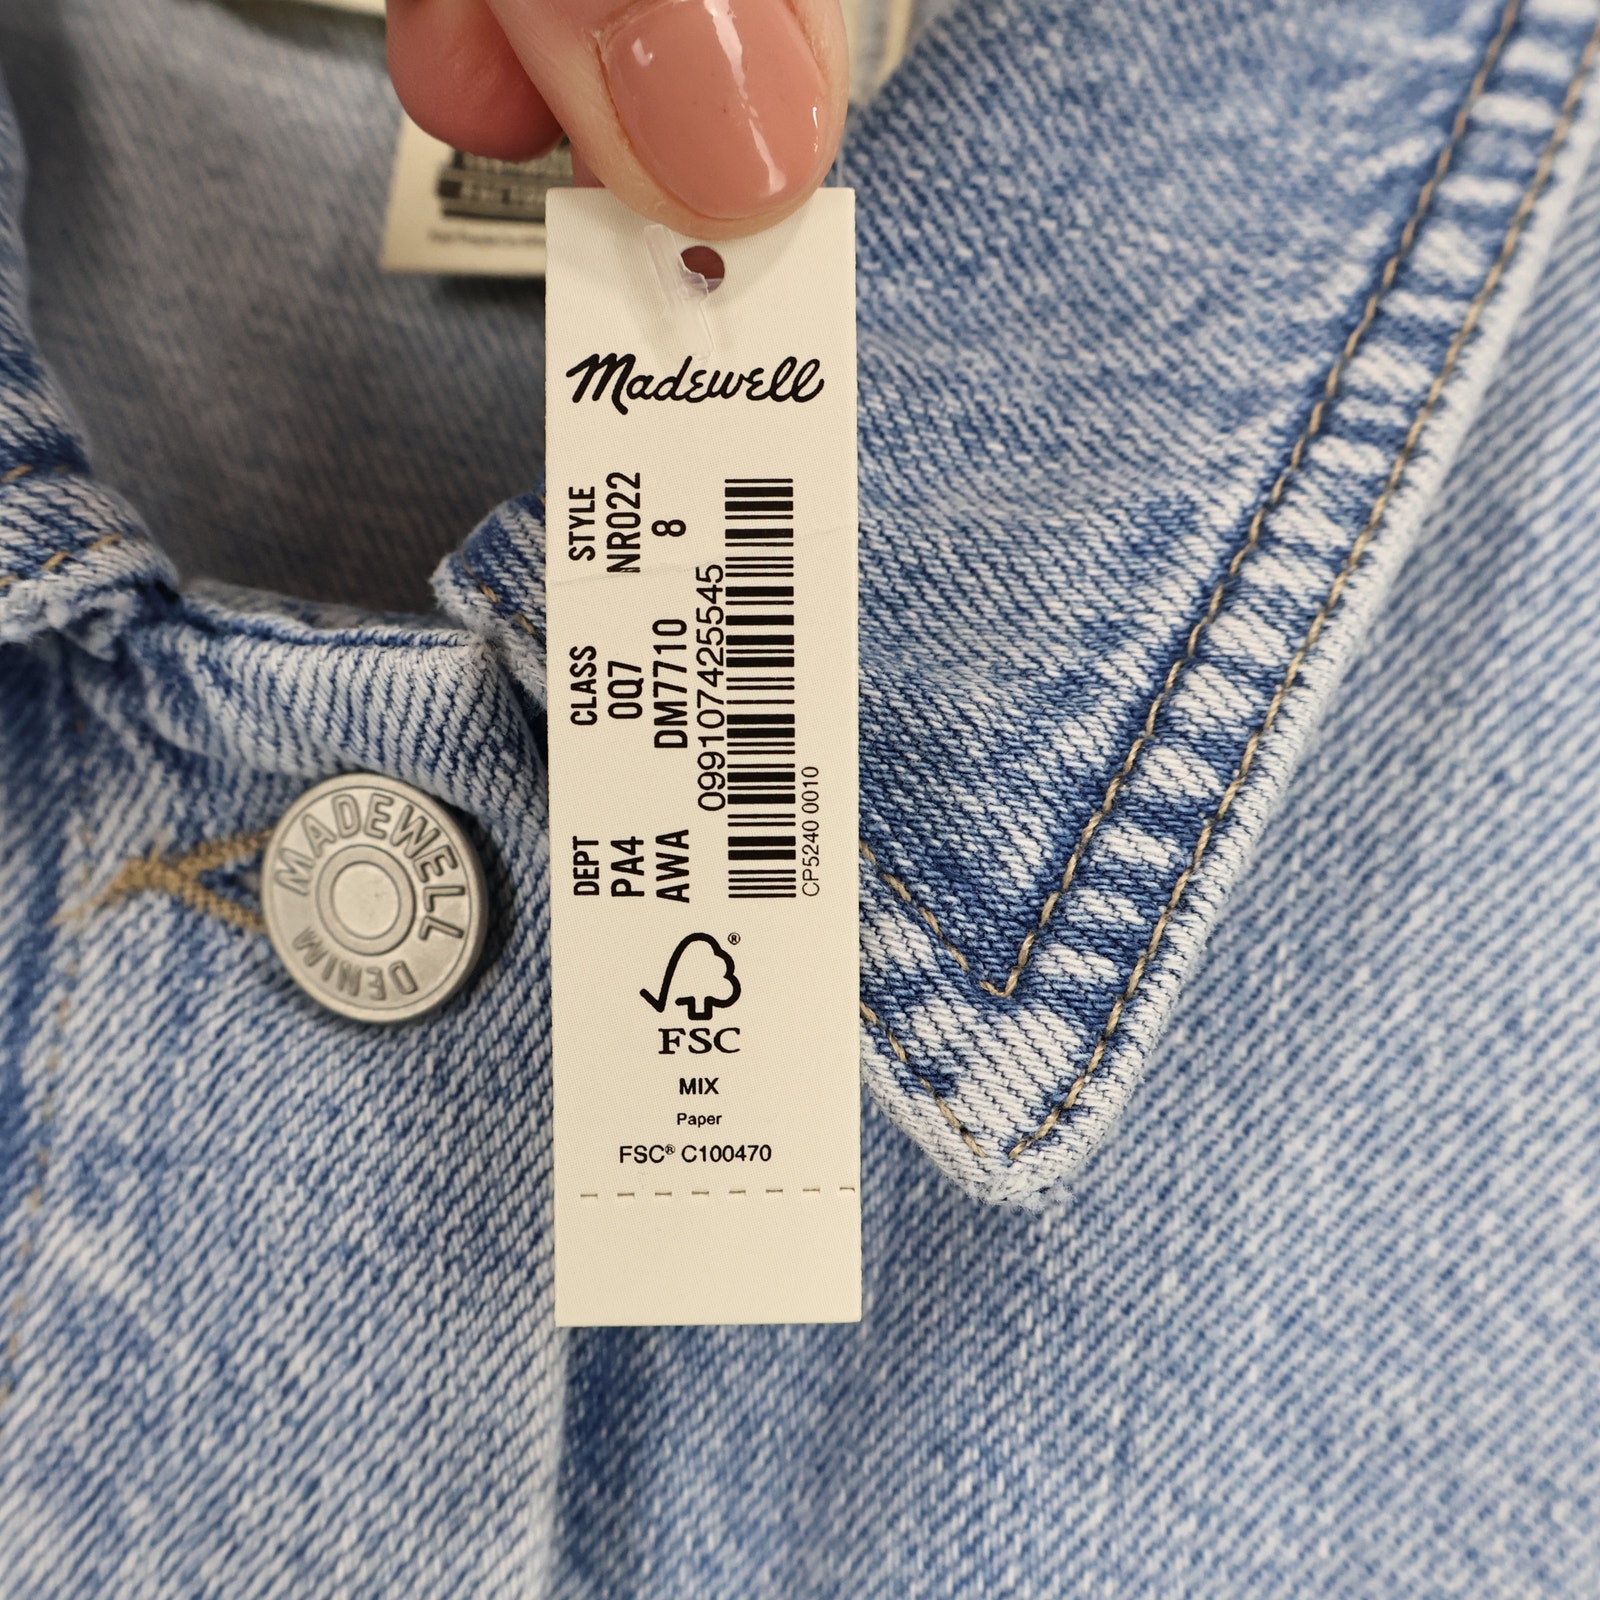 Madewell
DEPT CLASS STYLE
PA4 0Q7 NR022
AWA DM7710 8
099107425545
CP5240 0010
FSC®
MIX
Paper
FSC® C100470
MADEWELL
DENIM